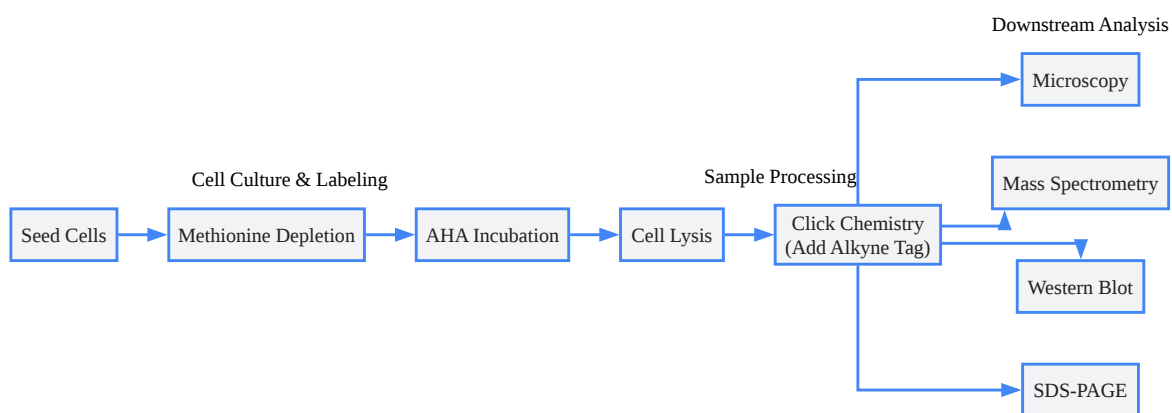 Downstream Analysis
Microscopy
Cell Culture & Labeling
Sample Processing
Mass Spectrometry
Seed Cells
Methionine Depletion
AHA Incubation
Cell Lysis
Click Chemistry
(Add Alkyne Tag)
Western Blot
SDS-PAGE